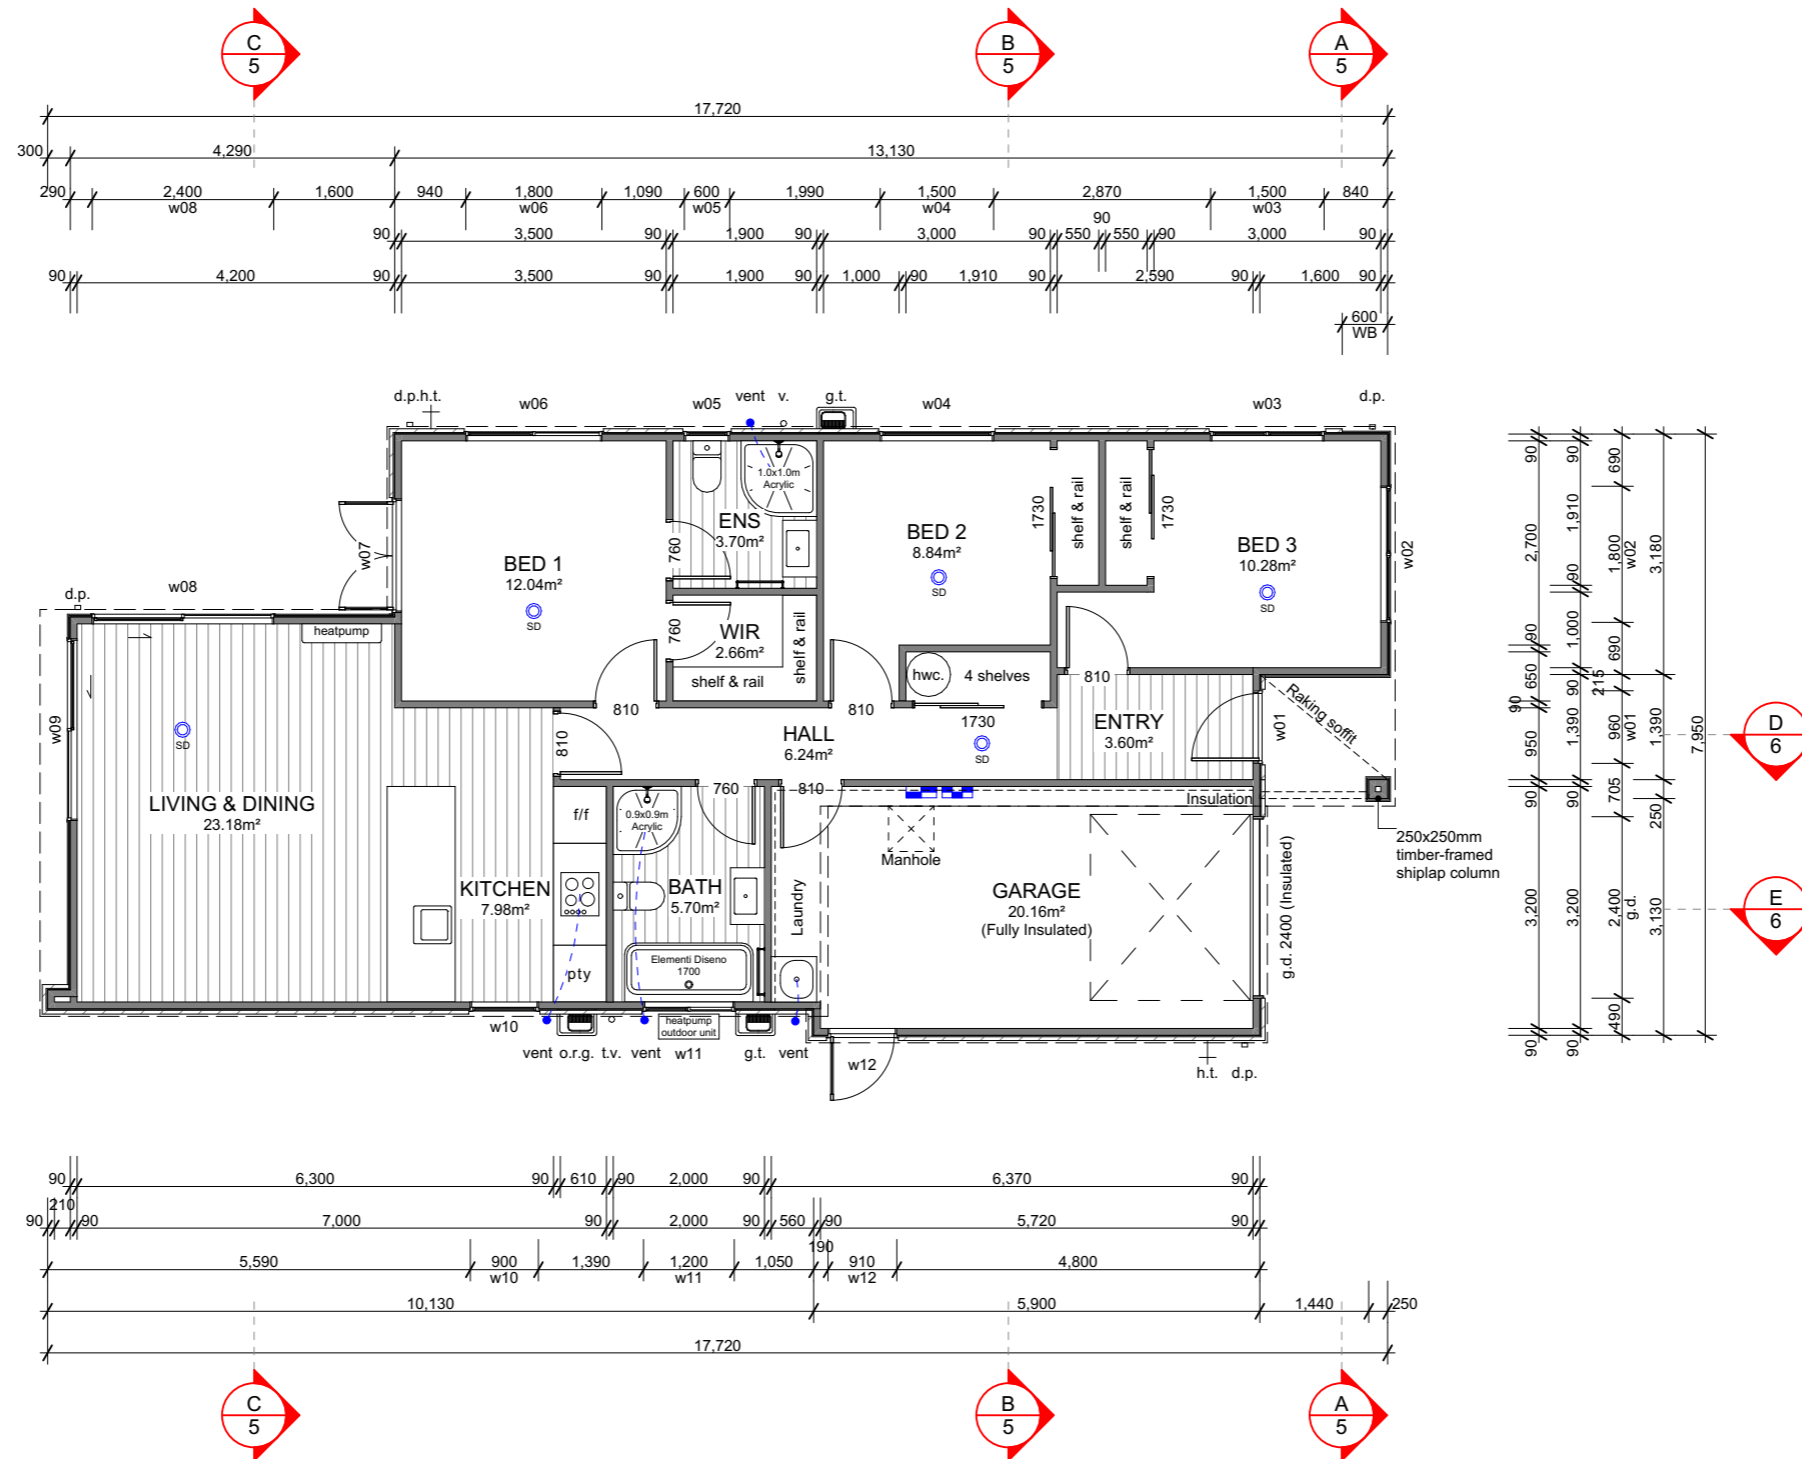 C
5
B
5
A
5
17,720
300
4,290
13,130
290
2,400
1,600
940
1,800
1,090
600
1,990
1,500
2,870
1,500
840
w08
w06
w05
w04
w03
90
90
3,500
90
1,900
90
3,000
90
550
550
90
3,000
90
90
4,200
90
3,500
90
1,900
90
1,000
90
1,910
90
2,590
90
1,600
90
600
WB
d.p.
h.t.
w06
w05
vent
v.
g.t.
w04
w03
d.p.
1.0x1.0m
Acrylic
ENS
3.70m²
760
BED 1
12.04m²
SD
w07
BED 2
8.84m²
SD
1730
shelf & rail
shelf & rail
1730
BED 3
10.28m²
SD
w02
w08
d.p.
heatpump
760
WIR
2.66m²
shelf & rail
shelf & rail
hwc.
4 shelves
810
810
810
1730
Raking soffit
w09
SD
810
HALL
6.24m²
SD
ENTRY
3.60m²
w01
LIVING & DINING
23.18m²
f/f
0.9x0.9m
Acrylic
760
810
Insulation
Manhole
250x250mm
timber-framed
shiplap column
KITCHEN
7.98m²
BATH
5.70m²
Laundry
GARAGE
20.16m²
(Fully Insulated)
g.d. 2400 (Insulated)
pty
Elementi Diseno
1700
w10
heatpump
outdoor unit
vent
o.r.g.
t.v.
vent
w11
g.t.
vent
w12
h.t.
d.p.
90
2,700
90
650
90
950
90
3,200
90
90
1,910
90
1,000
90
1,390
90
3,200
90
690
1,800
w02
690
215
960
w01
705
2,400
g.d.
490
3,180
1,390
250
3,130
7,950
D
6
E
6
90
6,300
90
610
90
2,000
90
6,370
90
90
210
90
7,000
90
2,000
90
560
90
5,720
90
5,590
900
1,390
1,200
1,050
190
910
4,800
w10
w11
w12
10,130
5,900
1,440
250
17,720
C
5
B
5
A
5